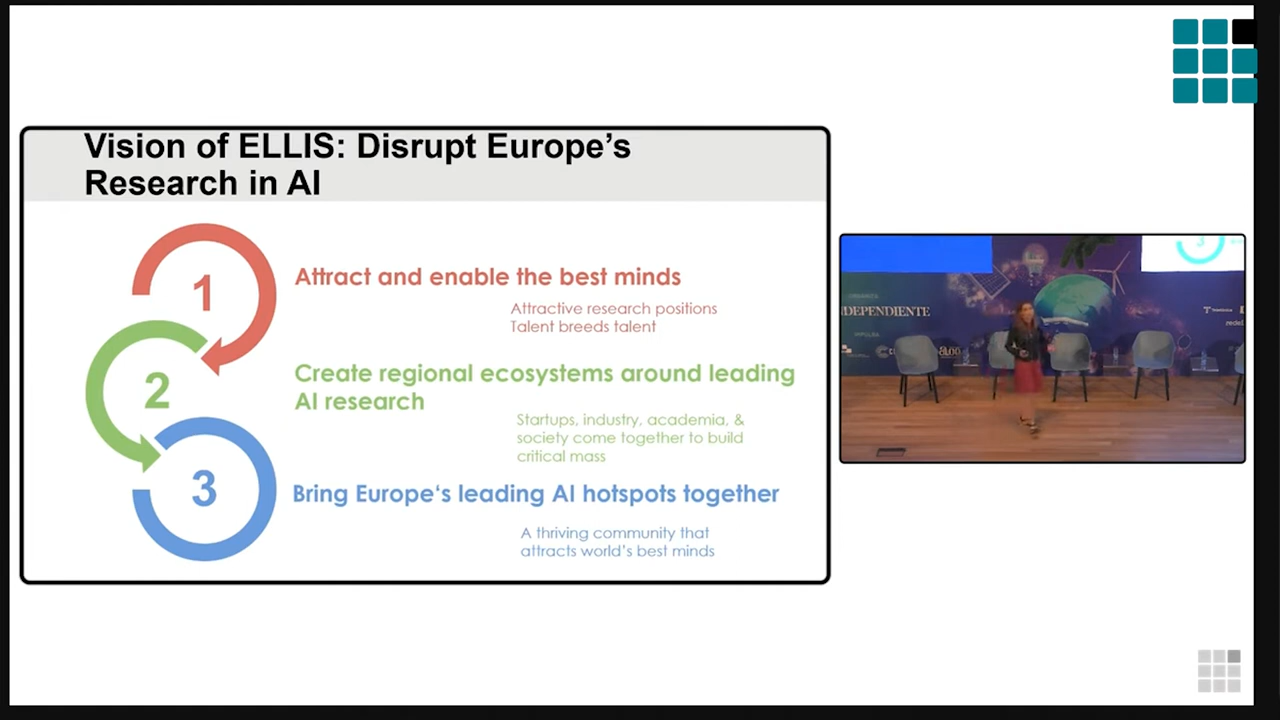 Vision of ELLIS: Disrupt Europe’s
Research in AI
1
Attract and enable the best minds
Attractive research positions
Talent breeds talent
2
Create regional ecosystems around leading
AI research
Startups, industry, academia, &
society come together to build
critical mass
3
Bring Europe‘s leading AI hotspots together
A thriving community that
attracts world’s best minds
3
DEPENDIENTE